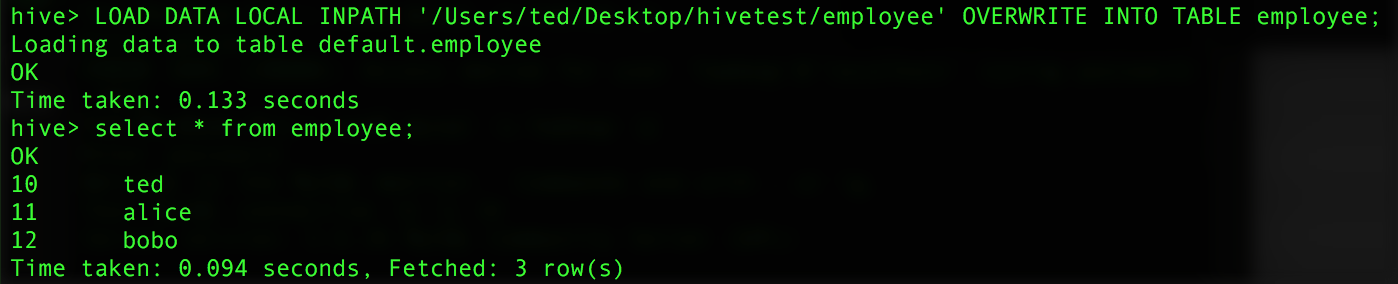 hive> LOAD DATA LOCAL INPATH '/Users/ted/Desktop/hivetest/employee' OVERWRITE INTO TABLE employee;
Loading data to table default.employee
OK
Time taken: 0.133 seconds
hive> select * from employee;
OK
10      ted
11      alice
12      bobo
Time taken: 0.094 seconds, Fetched: 3 row(s)